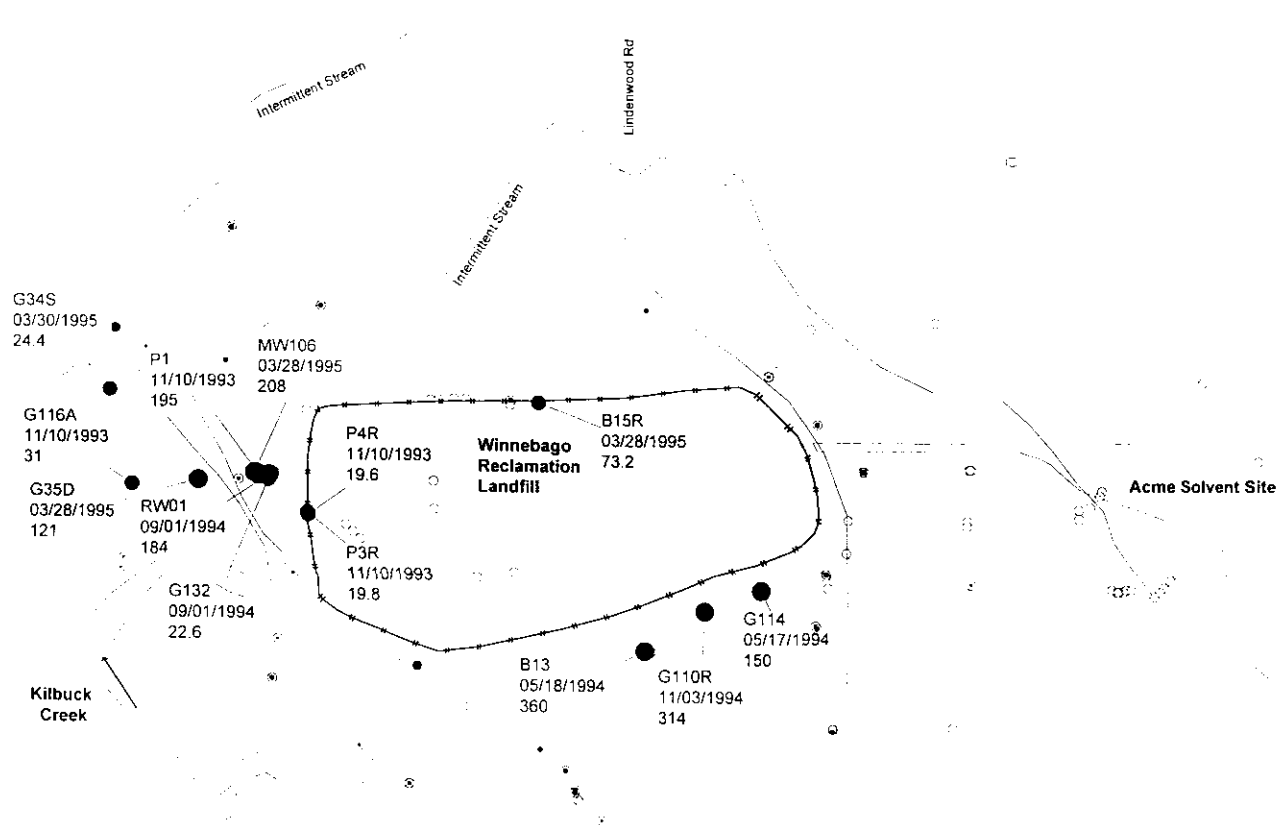 Intermittent Stream
Lindenwood Rd
Intermittent Stream
G34S
03/30/1995
24.4
P1
11/10/1993
195
MW106
03/28/1995
208
G116A
11/10/1993
31
P4R
11/10/1993
19.6
Winnebago
Reclamation
Landfill
B15R
03/28/1995
73.2
G35D
03/28/1995
121
RW01
09/01/1994
184
Acme Solvent Site
P3R
11/10/1993
19.8
G132
09/01/1994
22.6
G114
05/17/1994
150
B13
05/18/1994
360
G110R
11/03/1994
314
Kilbuck
Creek